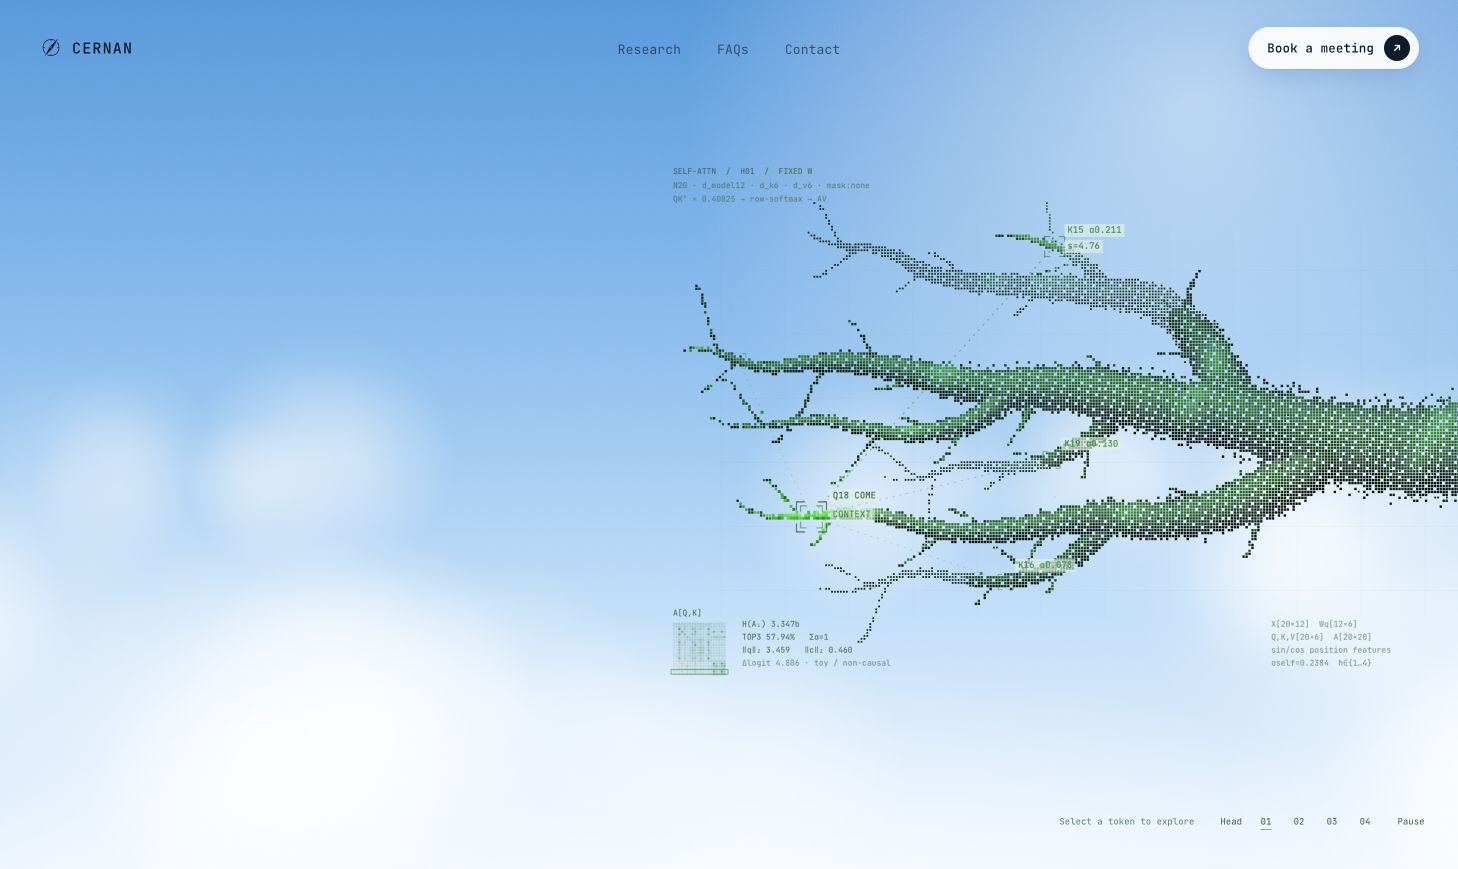 CERNAN
Research
FAQs
Contact
Book a meeting
SELF-ATTN / H01 / FIXED W
N20 · d_model12 · d_k6 · d_v6 · mask:none
QKᵀ × 0.40825 → row-softmax → AV
K15 α0.211
s=4.76
K19 α0.130
Q18 COME
CONTEXT
K16 α0.078
A[Q,K]
H(Aᵢ) 3.347b
TOP3 57.94% Σα=1
‖q‖₂ 3.459 ‖c‖₂ 0.460
Δlogit 4.806 · toy / non-causal
X[20×12] Wq[12×6]
Q,K,V[20×6] A[20×20]
sin/cos position features
αself=0.2384 h∈{1…4}
Select a token to explore
Head 01 02 03 04
Pause